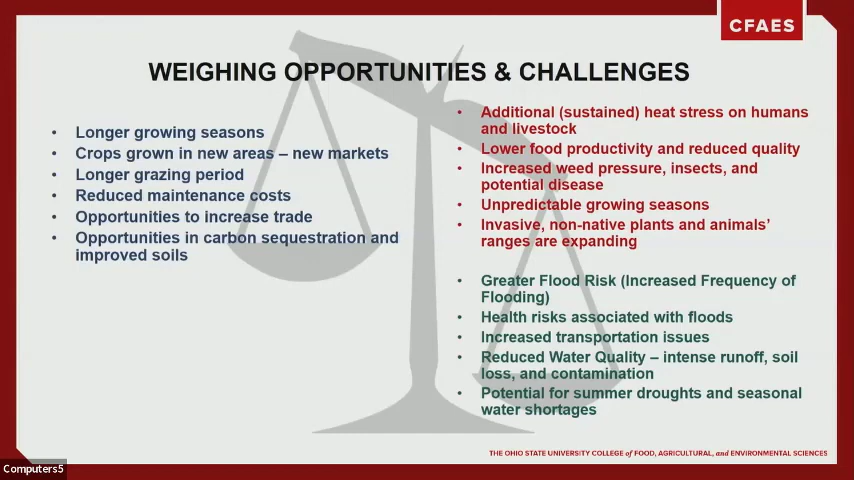 CFAES
WEIGHING OPPORTUNITIES & CHALLENGES
• Longer growing seasons
• Crops grown in new areas – new markets
• Longer grazing period
• Reduced maintenance costs
• Opportunities to increase trade
• Opportunities in carbon sequestration and
improved soils
• Additional (sustained) heat stress on humans
and livestock
• Lower food productivity and reduced quality
• Increased weed pressure, insects, and
potential disease
• Unpredictable growing seasons
• Invasive, non-native plants and animals’
ranges are expanding
• Greater Flood Risk (Increased Frequency of
Flooding)
• Health risks associated with floods
• Increased transportation issues
• Reduced Water Quality – intense runoff, soil
loss, and contamination
• Potential for summer droughts and seasonal
water shortages
THE OHIO STATE UNIVERSITY COLLEGE of FOOD, AGRICULTURAL, and ENVIRONMENTAL SCIENCES
Computers5